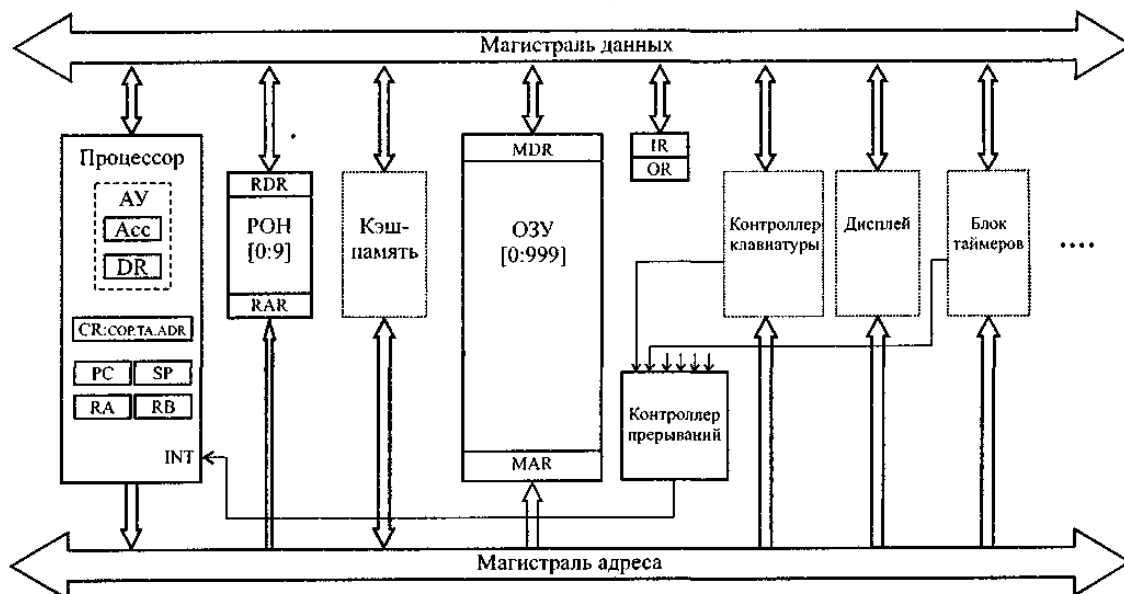 Магистраль данных
Процессор
АУ
Acc
DR
CR:COP.TA.ADR
PC
SP
RA
RB
INT
RDR
РОН
[0:9]
RAR
Кэш-
память
MDR
ОЗУ
[0:999]
MAR
IR
OR
Контроллер
клавиатуры
Дисплей
Блок
таймеров
....
Контроллер
прерываний
Магистраль адреса